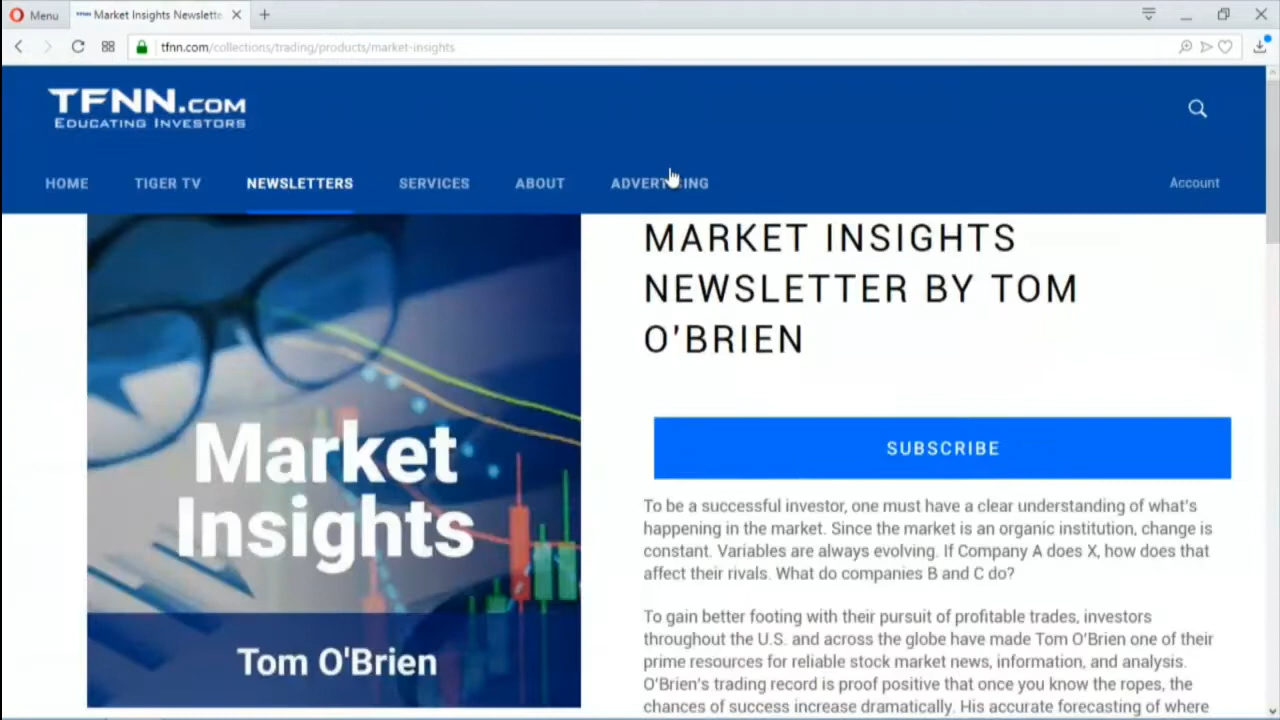 Menu
Market Insights Newslette
tfnn.com/collections/trading/products/market-insights
TFNN.COM
EDUCATING INVESTORS
HOME TIGER TV NEWSLETTERS SERVICES ABOUT ADVERTISING Account
MARKET INSIGHTS
NEWSLETTER BY TOM
O'BRIEN
Market
Insights
Tom O'Brien
SUBSCRIBE
To be a successful investor, one must have a clear understanding of what's
happening in the market. Since the market is an organic institution, change is
constant. Variables are always evolving. If Company A does X, how does that
affect their rivals. What do companies B and C do?
To gain better footing with their pursuit of profitable trades, investors
throughout the U.S. and across the globe have made Tom O'Brien one of their
prime resources for reliable stock market news, information, and analysis.
O'Brien's trading record is proof positive that once you know the ropes, the
chances of success increase dramatically. His accurate forecasting of where